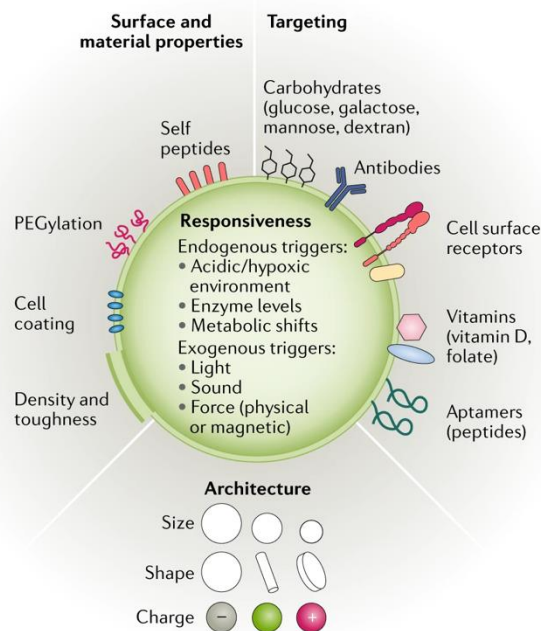 Surface and
material properties
Targeting
Carbohydrates
(glucose, galactose,
mannose, dextran)
Self
peptides
Antibodies
PEGylation
Cell surface
receptors
Cell
coating
Vitamins
(vitamin D,
folate)
Density and
toughness
Aptamers
(peptides)
Responsiveness
Endogenous triggers:
• Acidic/hypoxic
environment
• Enzyme levels
• Metabolic shifts
Exogenous triggers:
• Light
• Sound
• Force (physical
or magnetic)
Architecture
Size
Shape
Charge − +